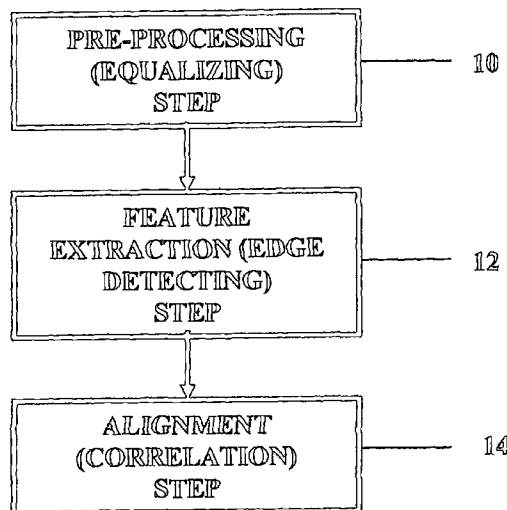 PRE-PROCESSING
(EQUALIZING)
STEP
10
FEATURE
EXTRACTION (EDGE
DETECTING)
STEP
12
ALIGNMENT
(CORRELATION)
STEP
14